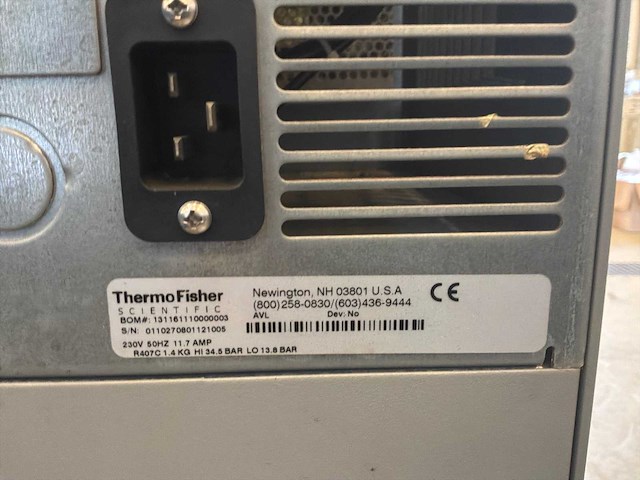 ThermoFisher
SCIENTIFIC
Newington, NH 03801 U.S.A
(800)258-0830/(603)436-9444
CE
BOM#: 131161110000003
AVL Dev: No
S/N: 0110270801121005
230V 50HZ 11.7 AMP
R407C 1.4 KG HI 34.5 BAR LO 13.8 BAR